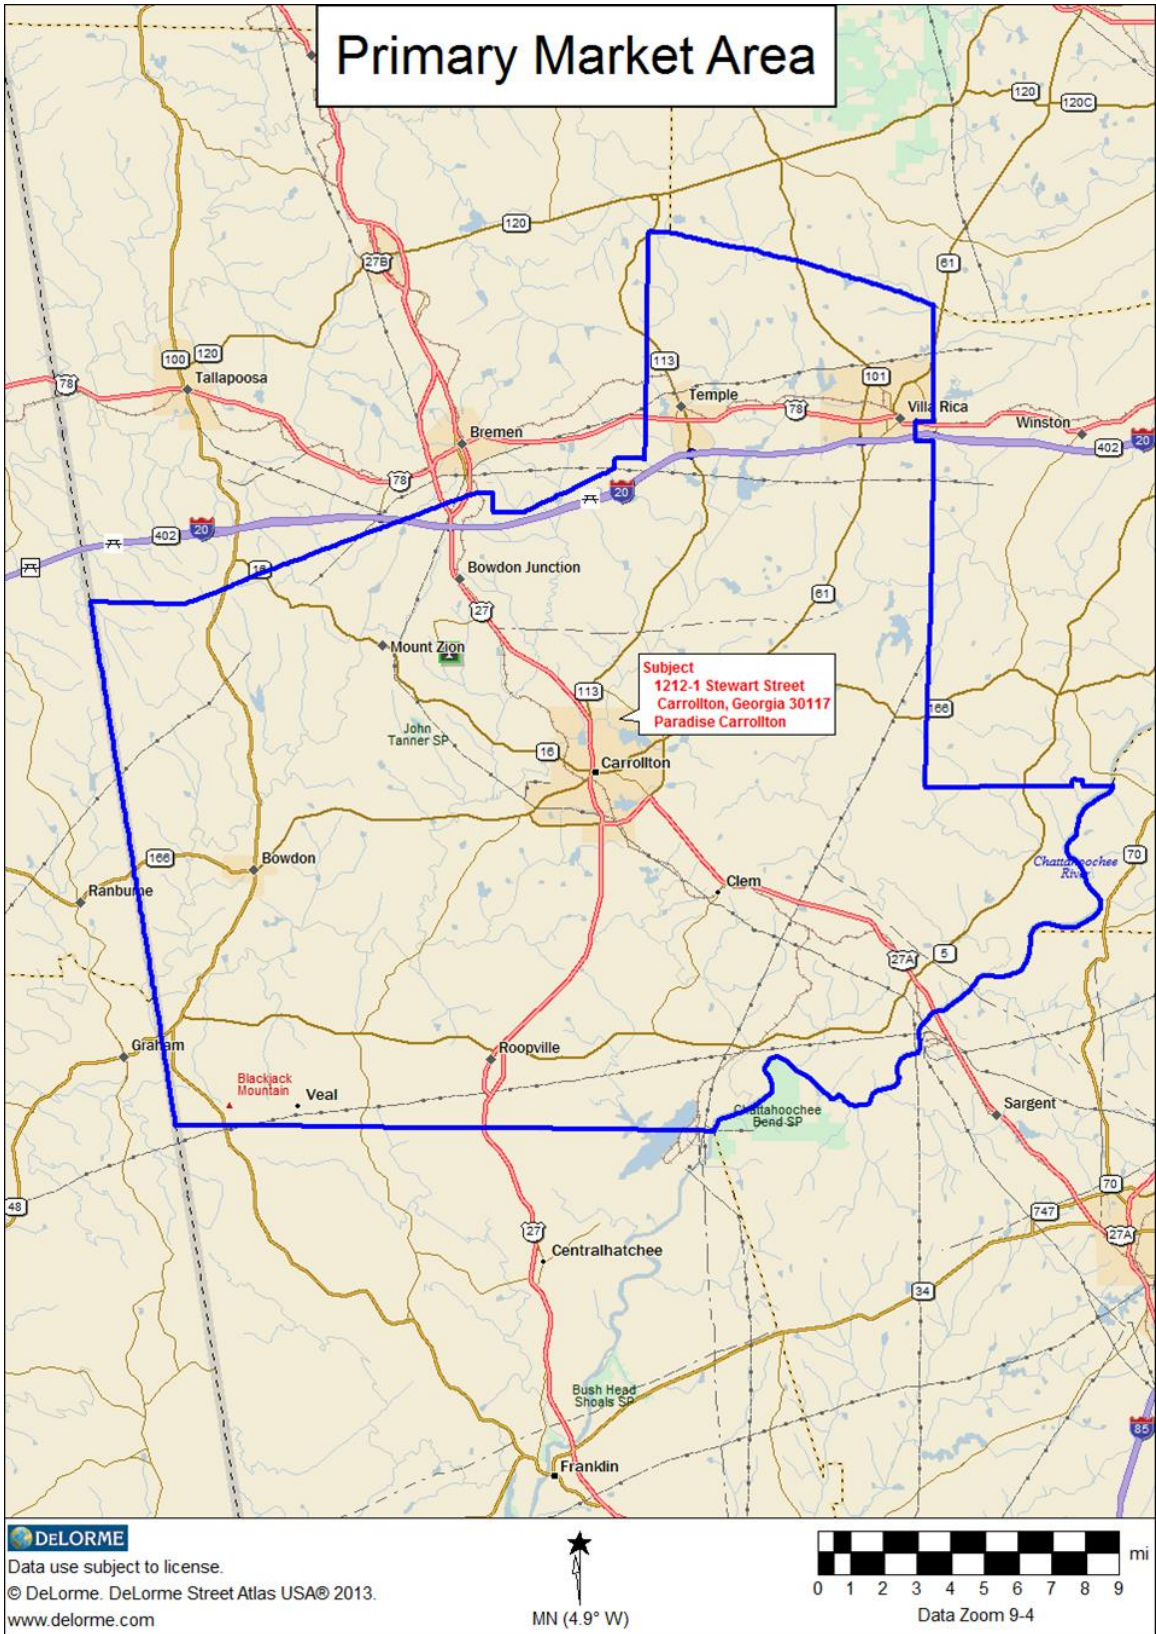 Primary Market Area
120
120C
120
27B
61
100
120
78
Tallapoosa
113
101
Temple
78
Villa Rica
Winston
402
20
Bremen
78
20
402
20
16
Bowdon Junction
27
61
Mount Zion
Subject
1212-1 Stewart Street
Carrollton, Georgia 30117
Paradise Carrollton
113
166
John
Tanner SP
16
Carrollton
166
Bowdon
Ranburne
Chattahoochee
River
70
Clem
27A
5
Graham
Roopville
Blackjack
Mountain
Veal
Chattahoochee
Bend SP
Sargent
48
70
747
27A
27
Centralhatchee
34
Bush Head
Shoals SP
85
Franklin
DELORME
Data use subject to license.
© DeLorme. DeLorme Street Atlas USA® 2013.
www.delorme.com
MN (4.9° W)
mi
0 1 2 3 4 5 6 7 8 9
Data Zoom 9-4